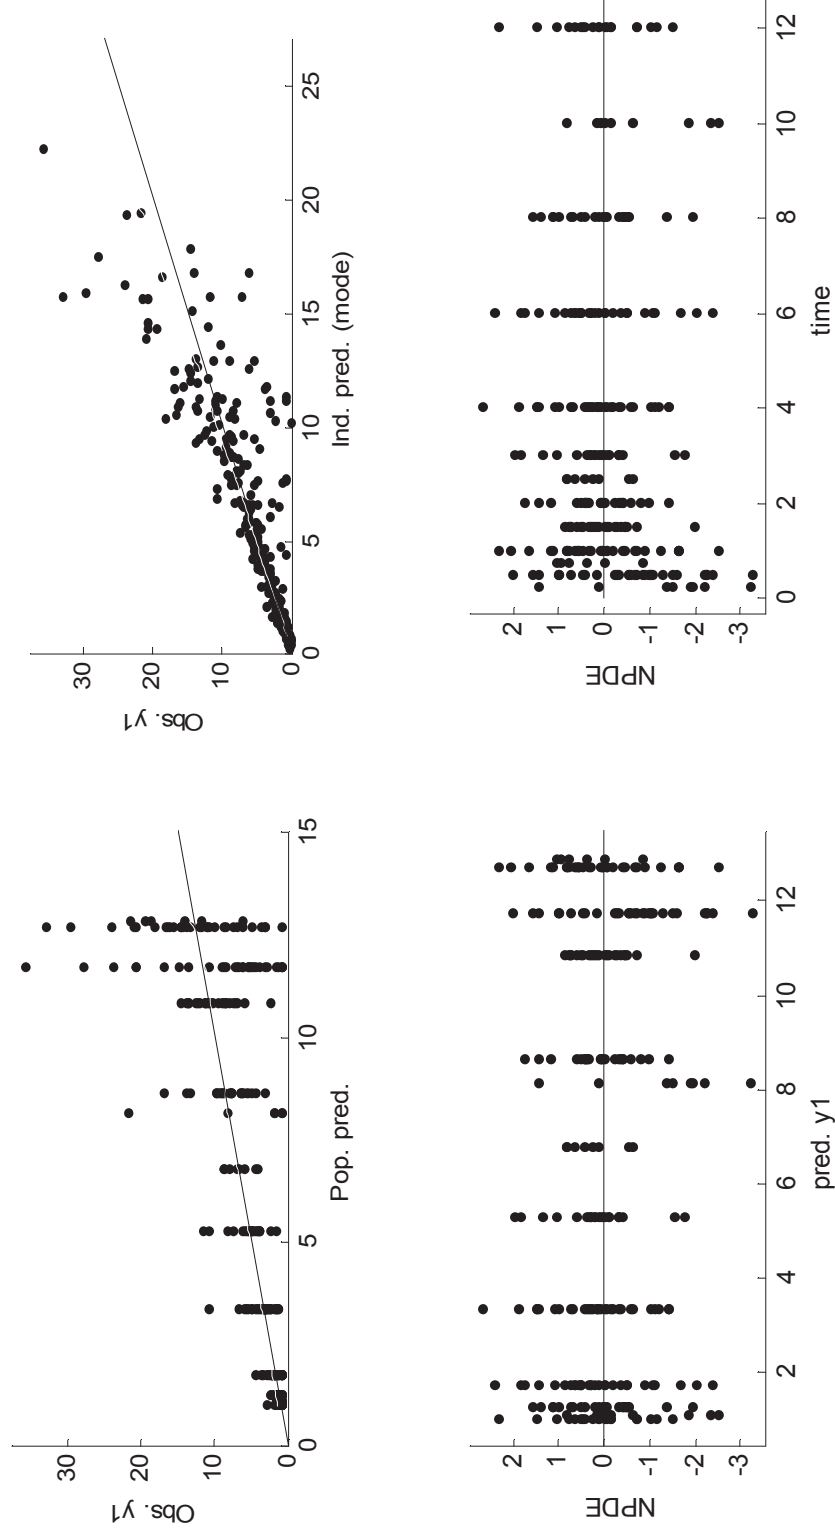 Obs. y1
30
20
10
0
0 5 10 15
Pop. pred.
Obs. y1
30
20
10
0
0 5 10 15 20 25
Ind. pred. (mode)
NPDE
2
1
0
-1
-2
-3
2 4 6 8 10 12
pred. y1
NPDE
2
1
0
-1
-2
-3
0 2 4 6 8 10 12
time